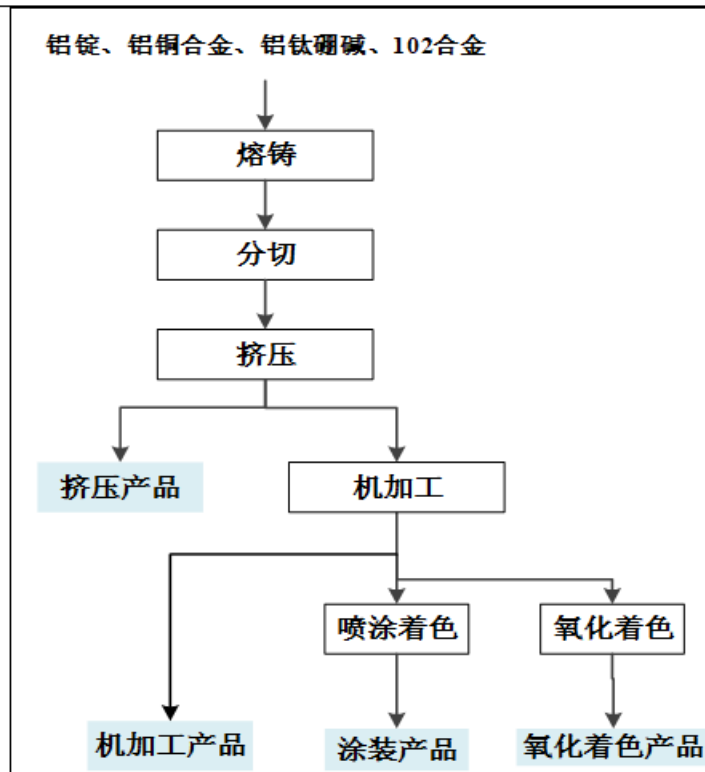 铝锭、铝铜合金、铝钛硼碱、102合金
熔铸
分切
挤压
挤压产品
机加工
喷涂着色
氧化着色
机加工产品
涂装产品
氧化着色产品